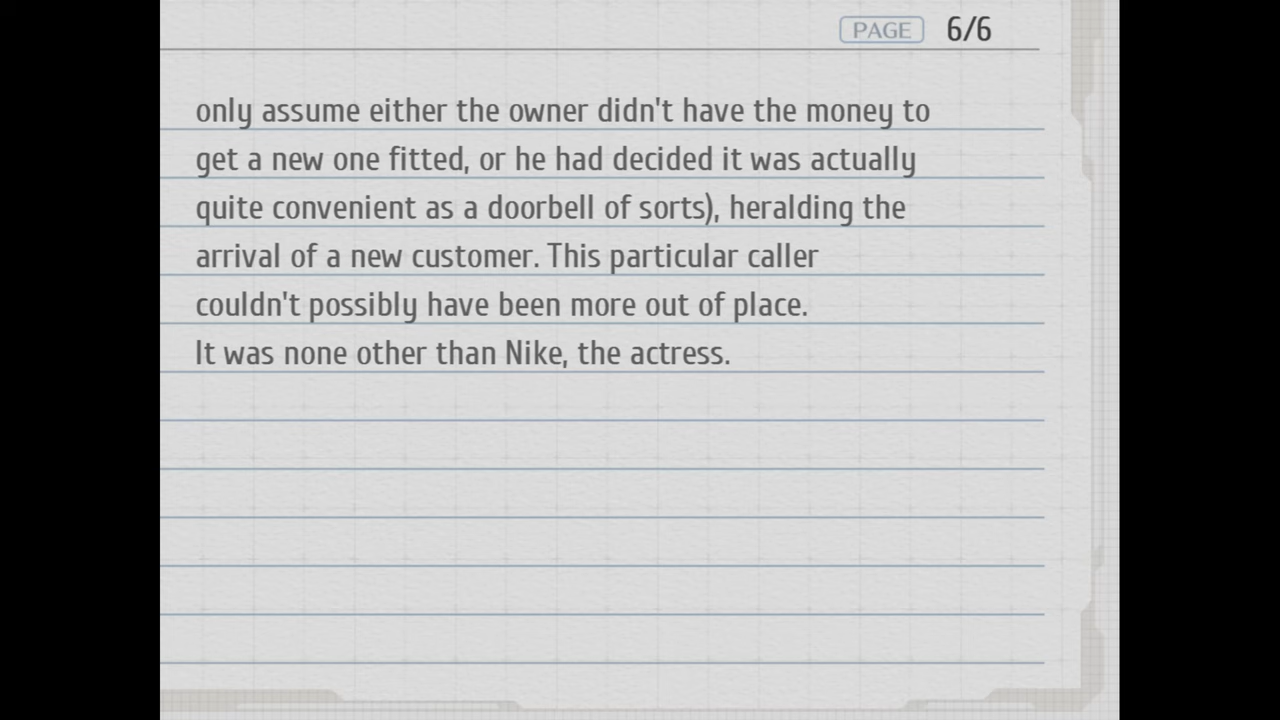 PAGE 6/6
only assume either the owner didn't have the money to
get a new one fitted, or he had decided it was actually
quite convenient as a doorbell of sorts), heralding the
arrival of a new customer. This particular caller
couldn't possibly have been more out of place.
It was none other than Nike, the actress.